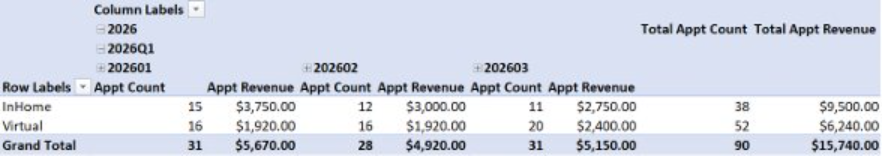 Column Labels
2026 Total Appt Count Total Appt Revenue
2026Q1
202601 202602 202603
Row Labels Appt Count Appt Revenue Appt Count Appt Revenue Appt Count Appt Revenue
InHome 15 $3,750.00 12 $3,000.00 11 $2,750.00 38 $9,500.00
Virtual 16 $1,920.00 16 $1,920.00 20 $2,400.00 52 $6,240.00
Grand Total 31 $5,670.00 28 $4,920.00 31 $5,150.00 90 $15,740.00